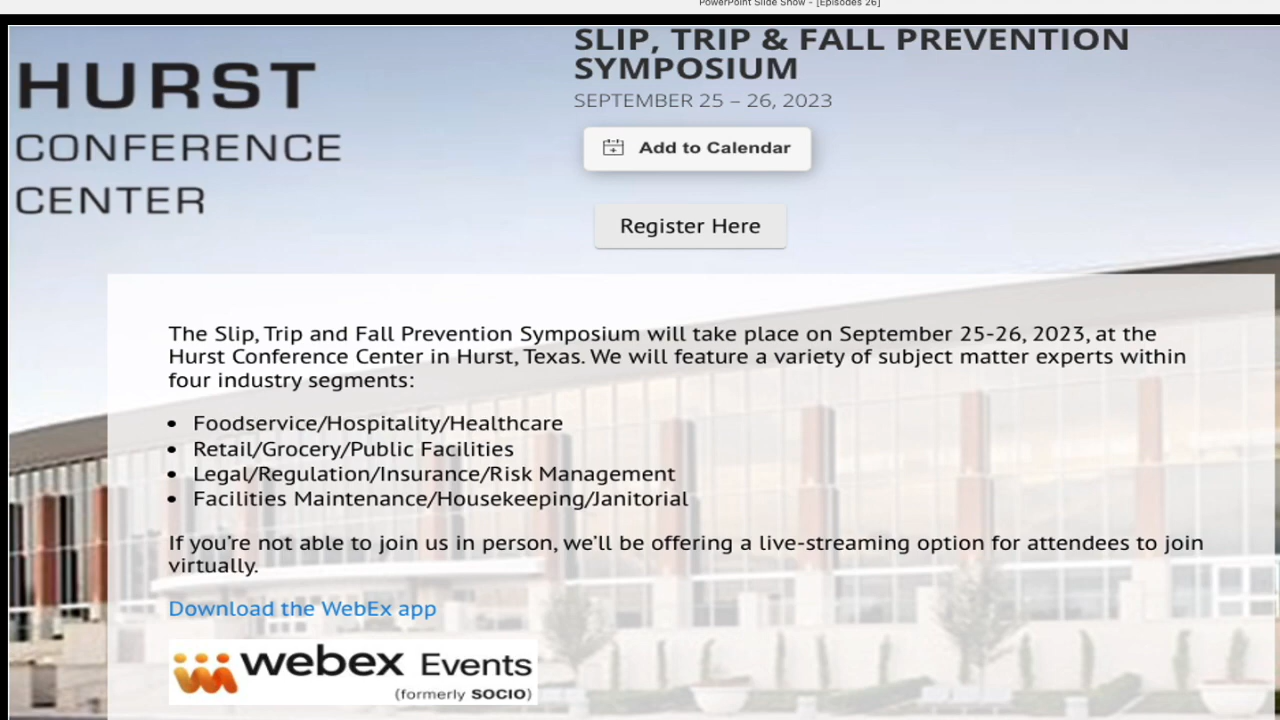 PowerPoint Slide Show - [Episodes 26]
HURST
CONFERENCE
CENTER
SLIP, TRIP & FALL PREVENTION
SYMPOSIUM
SEPTEMBER 25 – 26, 2023
Add to Calendar
Register Here
The Slip, Trip and Fall Prevention Symposium will take place on September 25-26, 2023, at the
Hurst Conference Center in Hurst, Texas. We will feature a variety of subject matter experts within
four industry segments:
• Foodservice/Hospitality/Healthcare
• Retail/Grocery/Public Facilities
• Legal/Regulation/Insurance/Risk Management
• Facilities Maintenance/Housekeeping/Janitorial
If you’re not able to join us in person, we’ll be offering a live-streaming option for attendees to join
virtually.
Download the WebEx app
webex Events
(formerly SOCIO)